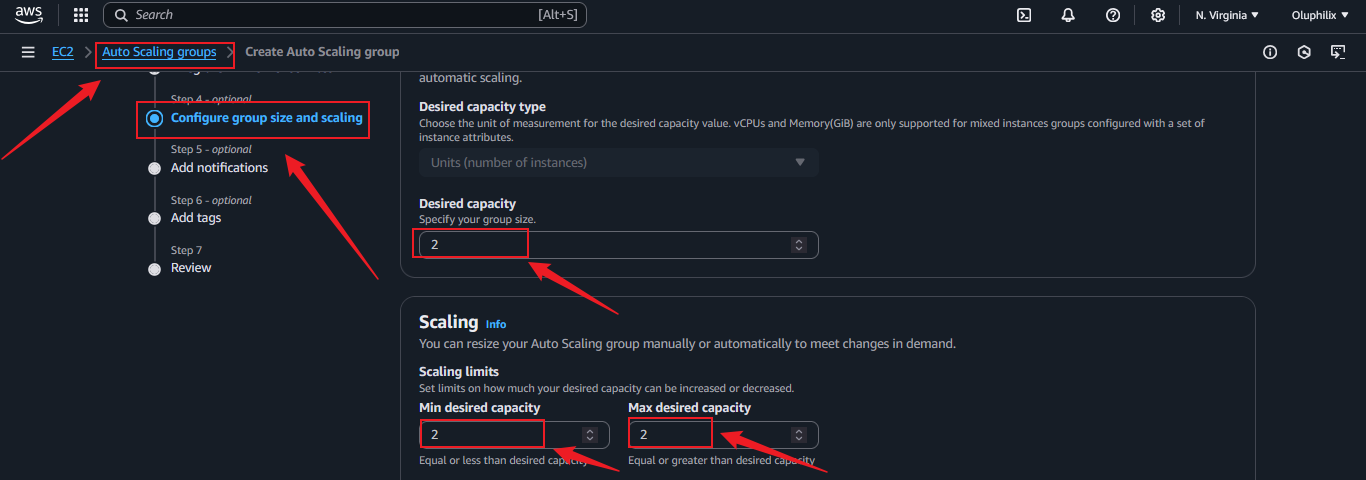 aws
Search [Alt+S] N. Virginia Oluphilix
EC2 Auto Scaling groups Create Auto Scaling group
Step 4 - optional
Configure group size and scaling
Step 5 - optional
Add notifications
Step 6 - optional
Add tags
Step 7
Review
automatic scaling.
Desired capacity type
Choose the unit of measurement for the desired capacity value. vCPUs and Memory(GiB) are only supported for mixed instances groups configured with a set of
instance attributes.
Units (number of instances)
Desired capacity
Specify your group size.
2
Scaling Info
You can resize your Auto Scaling group manually or automatically to meet changes in demand.
Scaling limits
Set limits on how much your desired capacity can be increased or decreased.
Min desired capacity Max desired capacity
2 2
Equal or less than desired capacity Equal or greater than desired capacity